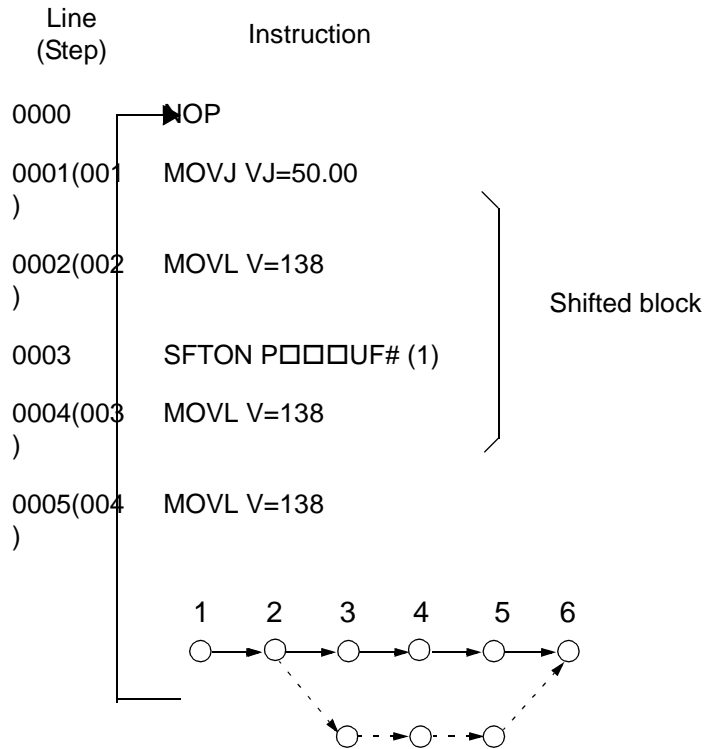 Line
(Step)
Instruction
0000 NOP
0001(001
) MOVJ VJ=50.00
0002(002
) MOVL V=138
Shifted block
0003 SFTON P□□□UF# (1)
0004(003
) MOVL V=138
0005(004
) MOVL V=138
1 2 3 4 5 6